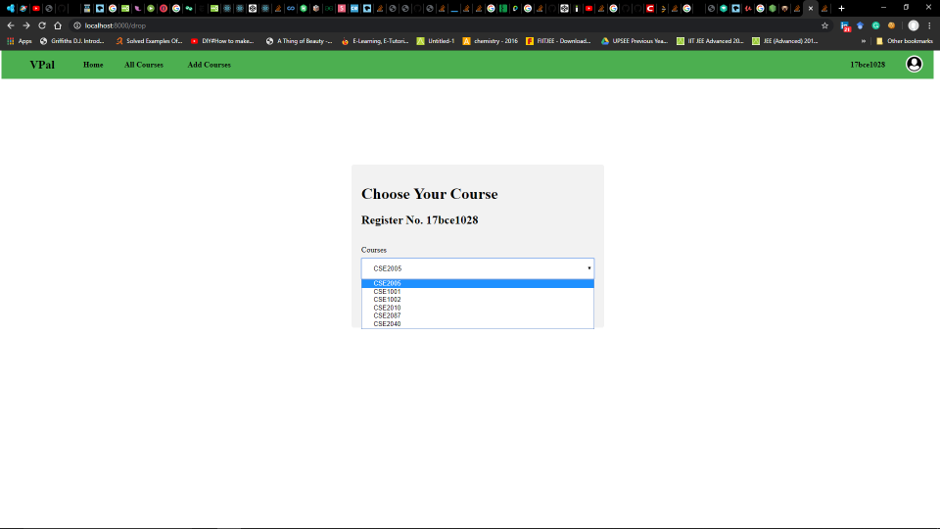 localhost:8000/drop
21
Apps Griffiths D.J. Introd... Solved Examples Of... DIY#How to make... A Thing of Beauty -... E-Learning, E-Tutori... Untitled-1 chemistry - 2016 FIITJEE - Download... UPSEE Previous Yea... IIT JEE Advanced 20... JEE (Advanced) 201... » Other bookmarks
VPal Home All Courses Add Courses 17bce1028
Choose Your Course
Register No. 17bce1028
Courses
CSE2005
CSE2005
CSE1001
CSE1002
CSE2010
CSE2087
CSE2040